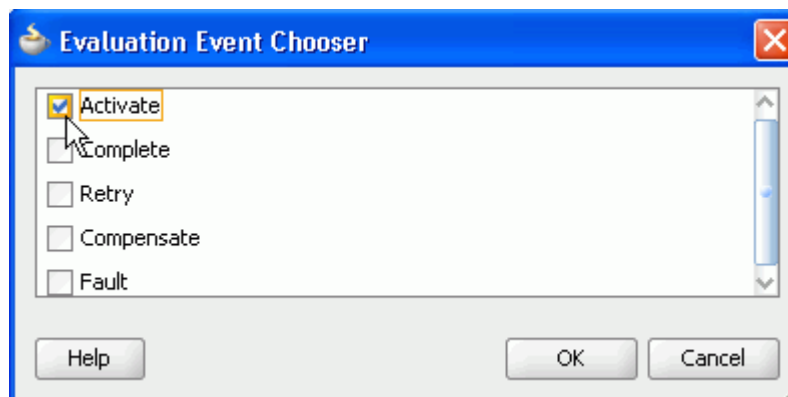 Evaluation Event Chooser
Activate
Complete
Retry
Compensate
Fault
Help OK Cancel